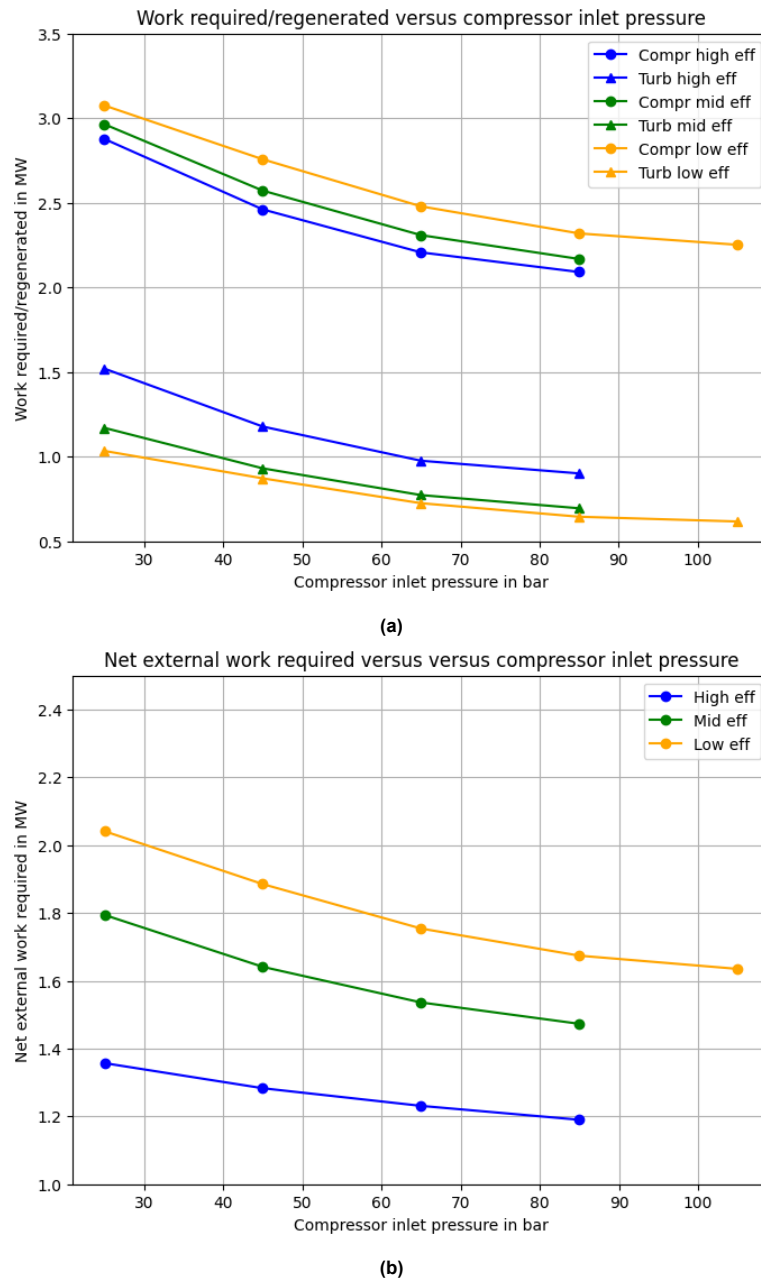 Work required/regenerated versus compressor inlet pressure
3.5
3.0
2.5
2.0
1.5
1.0
0.5
Work required/regenerated in MW
Compr high eff
Turb high eff
Compr mid eff
Turb mid eff
Compr low eff
Turb low eff
30 40 50 60 70 80 90 100
Compressor inlet pressure in bar
(a)
Net external work required versus versus compressor inlet pressure
2.4
2.2
2.0
1.8
1.6
1.4
1.2
1.0
Net external work required in MW
High eff
Mid eff
Low eff
30 40 50 60 70 80 90 100
Compressor inlet pressure in bar
(b)